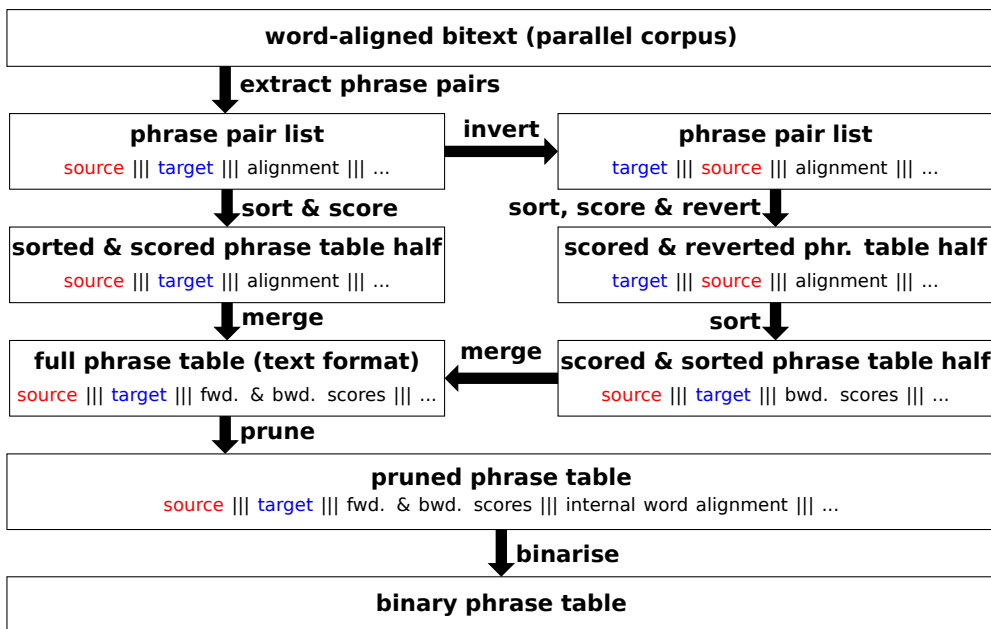 word-aligned bitext (parallel corpus)
extract phrase pairs
phrase pair list
source ||| target ||| alignment ||| ...
invert
phrase pair list
target ||| source ||| alignment ||| ...
sort & score
sort, score & revert
sorted & scored phrase table half
source ||| target ||| alignment ||| ...
scored & reverted phr. table half
target ||| source ||| alignment ||| ...
merge
sort
full phrase table (text format)
source ||| target ||| fwd. & bwd. scores ||| ...
merge
scored & sorted phrase table half
source ||| target ||| bwd. scores ||| ...
prune
pruned phrase table
source ||| target ||| fwd. & bwd. scores ||| internal word alignment ||| ...
binarise
binary phrase table